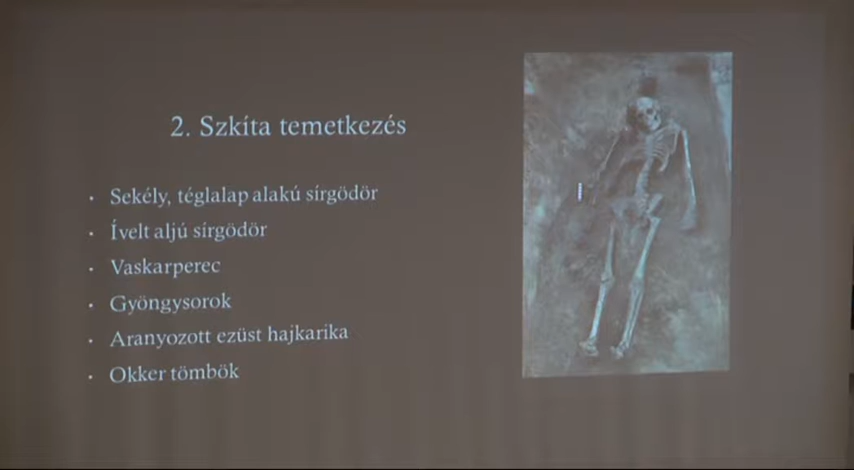 2. Szkíta temetkezés
• Sekély, téglalap alakú sírgödör
• Ívelt aljú sírgödör
• Vaskarperec
• Gyöngysorok
• Aranyozott ezüst hajkarika
• Okker tömbök